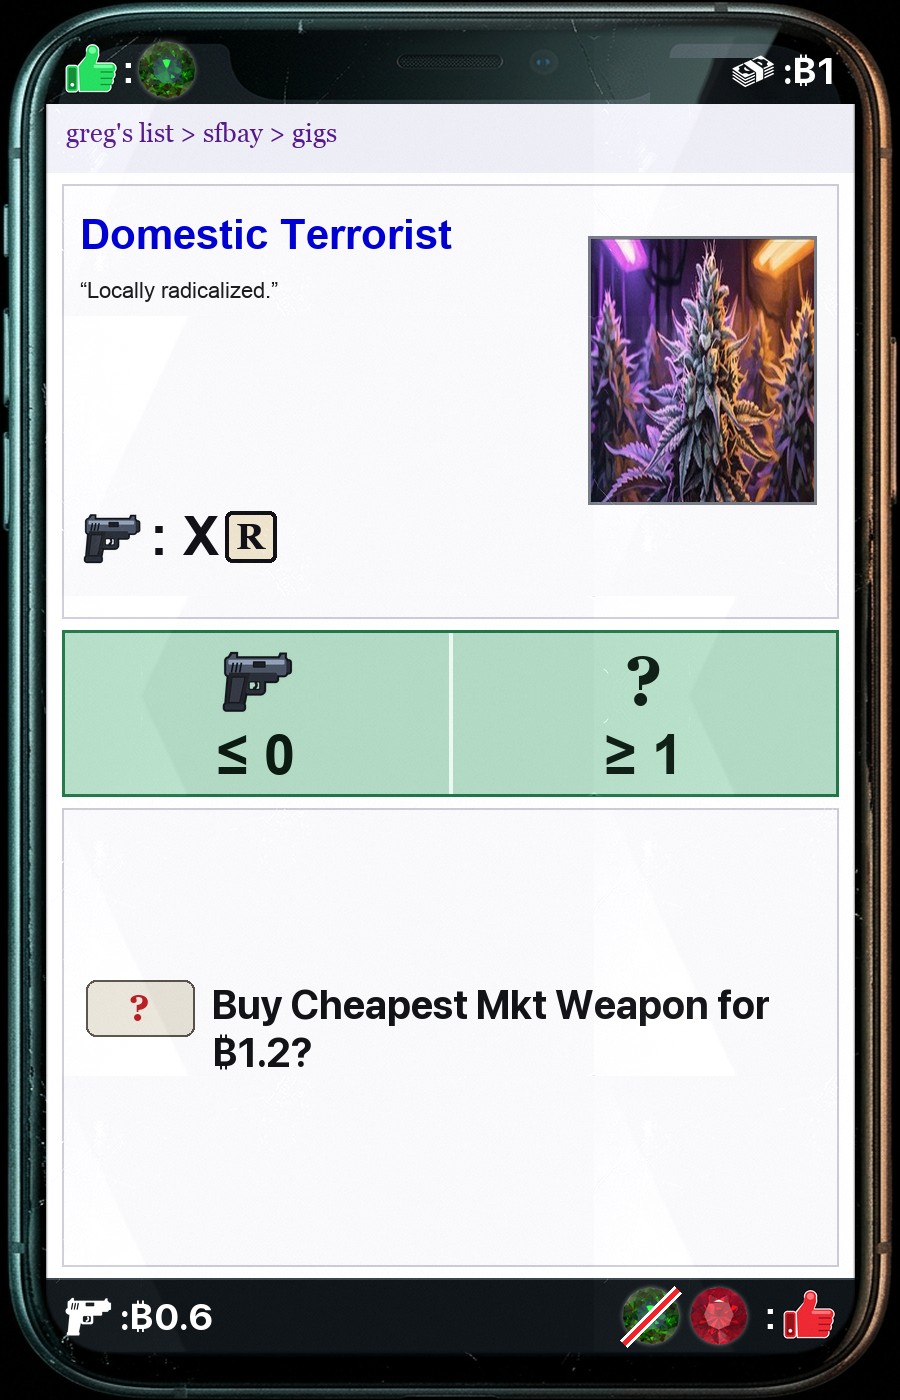 :
:฿1
greg's list > sfbay > gigs
Domestic Terrorist
“Locally radicalized.”
: X R
?
≤ 0
≥ 1
? Buy Cheapest Mkt Weapon for
฿1.2?
:฿0.6
: